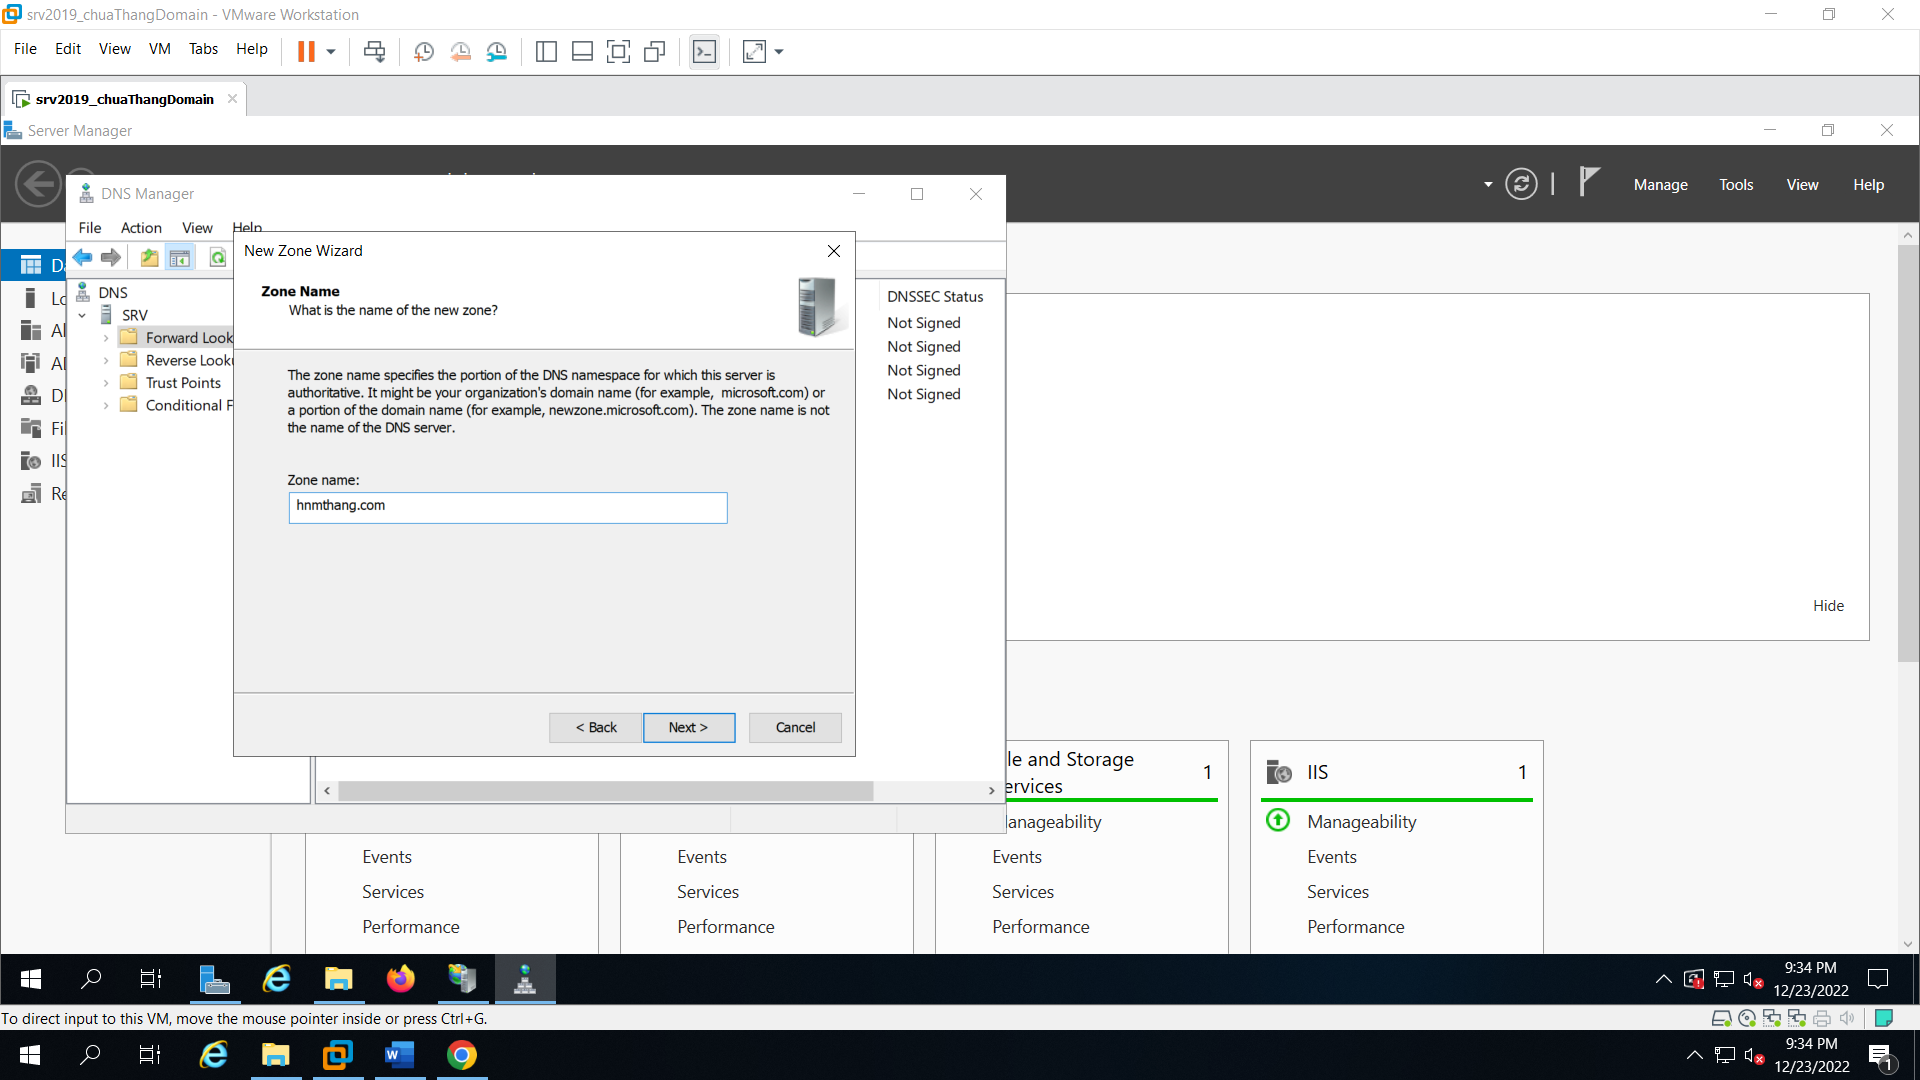 srv2019_chuaThangDomain - VMware Workstation
File Edit View VM Tabs Help
srv2019_chuaThangDomain
Server Manager
Manage Tools View Help
DNS Manager
File Action View Help
New Zone Wizard
Zone Name
What is the name of the new zone?
DNS
SRV
Forward Look
Reverse Looku
Trust Points
Conditional F
DNSSEC Status
Not Signed
Not Signed
Not Signed
Not Signed
The zone name specifies the portion of the DNS namespace for which this server is
authoritative. It might be your organization's domain name (for example, microsoft.com) or
a portion of the domain name (for example, newzone.microsoft.com). The zone name is not
the name of the DNS server.
Zone name:
hnmthang.com
< Back Next > Cancel
Hide
le and Storage
ervices 1
anageability
Events
Services
Performance
IIS 1
Manageability
Events
Services
Performance
Events
Services
Performance
Events
Services
Performance
9:34 PM
12/23/2022
To direct input to this VM, move the mouse pointer inside or press Ctrl+G.
9:34 PM
12/23/2022
1